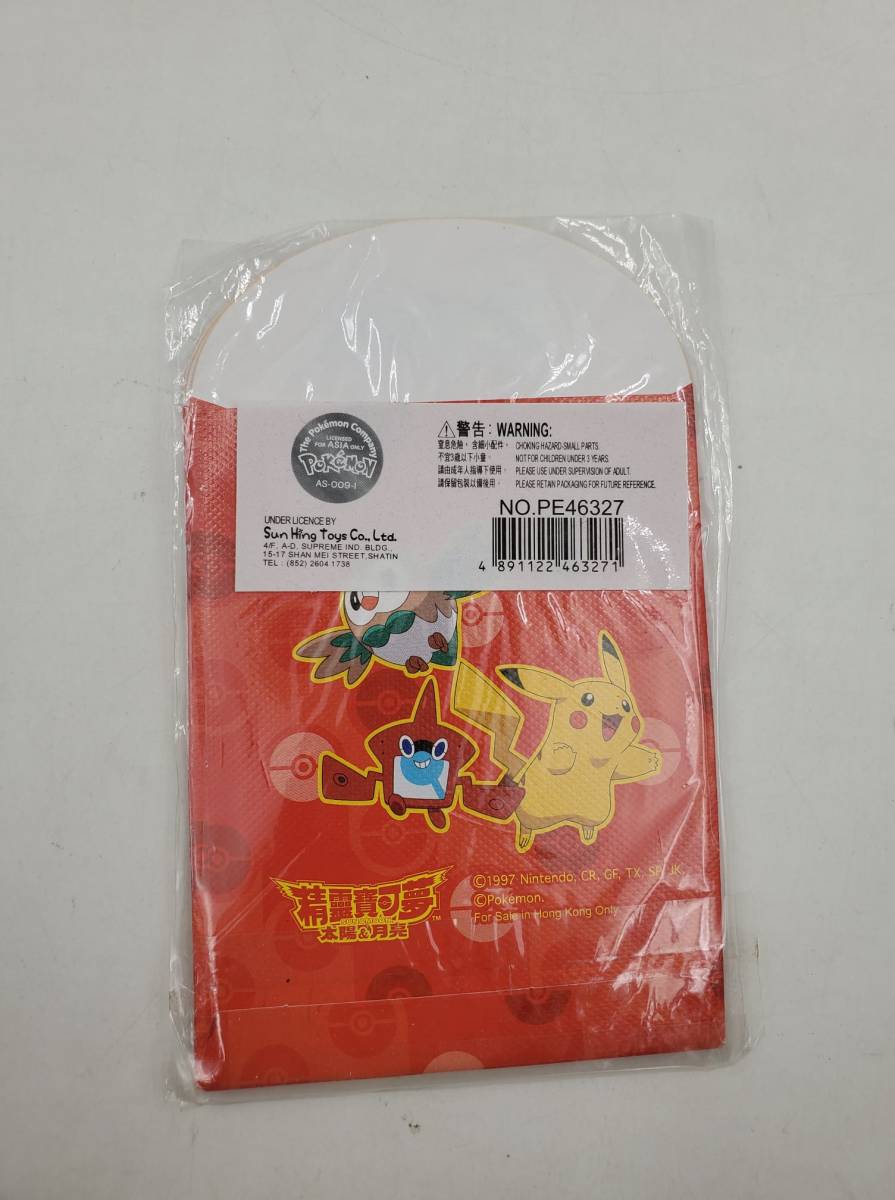 The Pokémon Company
LICENSED
FOR ASIA ONLY
POKéMON
AS-009-I
警告: WARNING:
窒息危險，含細小配件。 CHOKING HAZARD-SMALL PARTS.
不宜3歲以下小童。 NOT FOR CHILDREN UNDER 3 YEARS.
請由成年人指導下使用。 PLEASE USE UNDER SUPERVISION OF ADULT.
請保留包裝以備後用。 PLEASE RETAIN PACKAGING FOR FUTURE REFERENCE.
NO.PE46327
UNDER LICENCE BY
Sun Hing Toys Co., Ltd.
4/F, A-D, SUPREME IND. BLDG.,
15-17 SHAN MEI STREET,SHATIN
TEL : (852) 2604 1738
4 891122 463271
精靈寶可夢
太陽&月亮
TM
©1997 Nintendo, CR, GF, TX, SP, JK.
©Pokémon.
For Sale in Hong Kong Only